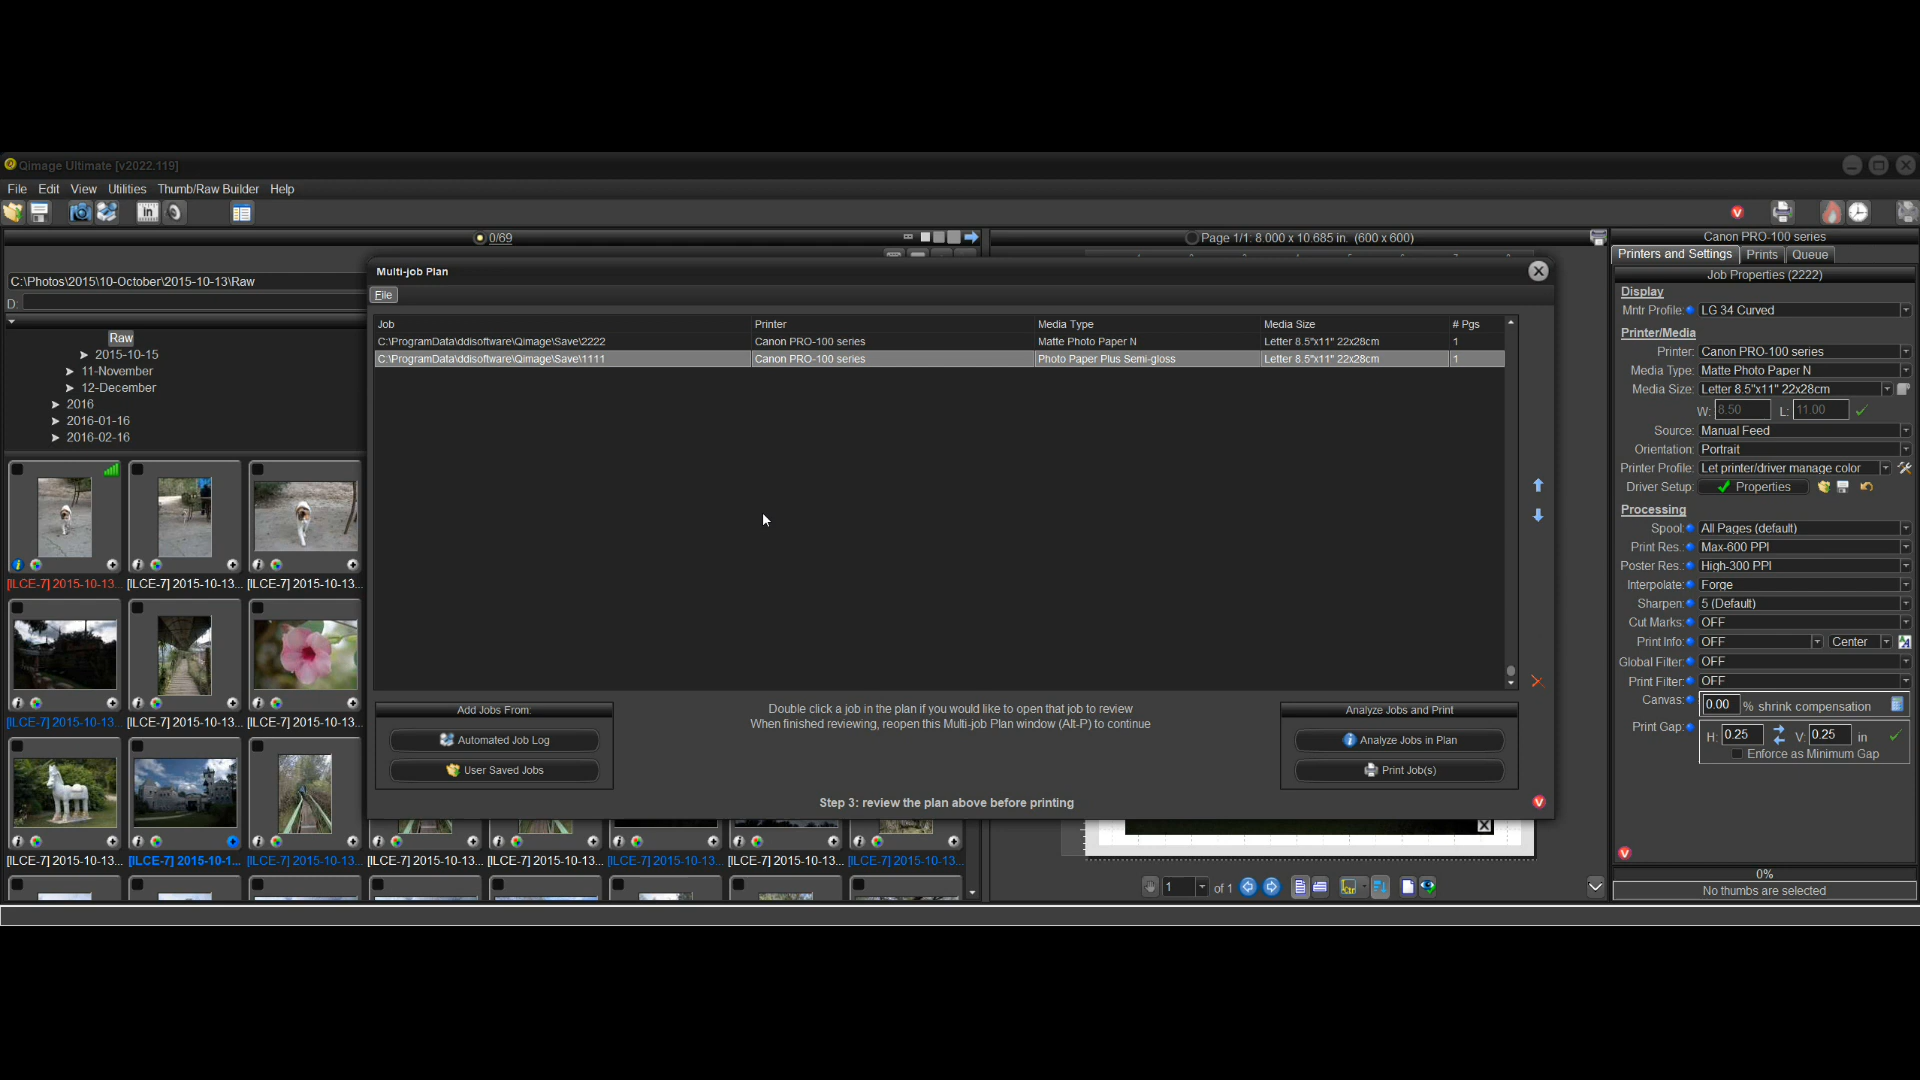 Qimage Ultimate [v2022.119]
File Edit View Utilities Thumb/Raw Builder Help
in
V
0/69
Page 1/1: 8.000 x 10.685 in. (600 x 600)
Canon PRO-100 series
Printers and Settings Prints Queue
C:\Photos\2015\10-October\2015-10-13\Raw
D:
Raw
2015-10-15
11-November
12-December
2016
2016-01-16
2016-02-16
Multi-job Plan
File
Job Printer Media Type Media Size # Pgs
C:\ProgramData\ddisoftware\Qimage\Save\2222 Canon PRO-100 series Matte Photo Paper N Letter 8.5"x11" 22x28cm 1
C:\ProgramData\ddisoftware\Qimage\Save\1111 Canon PRO-100 series Photo Paper Plus Semi-gloss Letter 8.5"x11" 22x28cm 1
Add Jobs From:
Automated Job Log
User Saved Jobs
Double click a job in the plan if you would like to open that job to review
When finished reviewing, reopen this Multi-job Plan window (Alt-P) to continue
Step 3: review the plan above before printing
Analyze Jobs and Print
Analyze Jobs in Plan
Print Job(s)
V
[ILCE-7] 2015-10-13... [ILCE-7] 2015-10-13... [ILCE-7] 2015-10-13...
[ILCE-7] 2015-10-13... [ILCE-7] 2015-10-13... [ILCE-7] 2015-10-13...
[ILCE-7] 2015-10-13... [ILCE-7] 2015-10-1... [ILCE-7] 2015-10-13... [ILCE-7] 2015-10-13... [ILCE-7] 2015-10-13... [ILCE-7] 2015-10-13... [ILCE-7] 2015-10-13... [ILCE-7] 2015-10-13...
1 of 1
Job Properties (2222)
Display
Mntr Profile: LG 34 Curved
Printer/Media
Printer: Canon PRO-100 series
Media Type: Matte Photo Paper N
Media Size: Letter 8.5"x11" 22x28cm
W: 8.50 L: 11.00
Source: Manual Feed
Orientation: Portrait
Printer Profile: Let printer/driver manage color
Driver Setup: Properties
Processing
Spool: All Pages (default)
Print Res.: Max-600 PPI
Poster Res.: High-300 PPI
Interpolate: Forge
Sharpen: 5 (Default)
Cut Marks: OFF
Print Info: OFF Center
Global Filter: OFF
Print Filter: OFF
Canvas: 0.00 % shrink compensation
Print Gap: H: 0.25 V: 0.25 in
Enforce as Minimum Gap
V
0%
No thumbs are selected